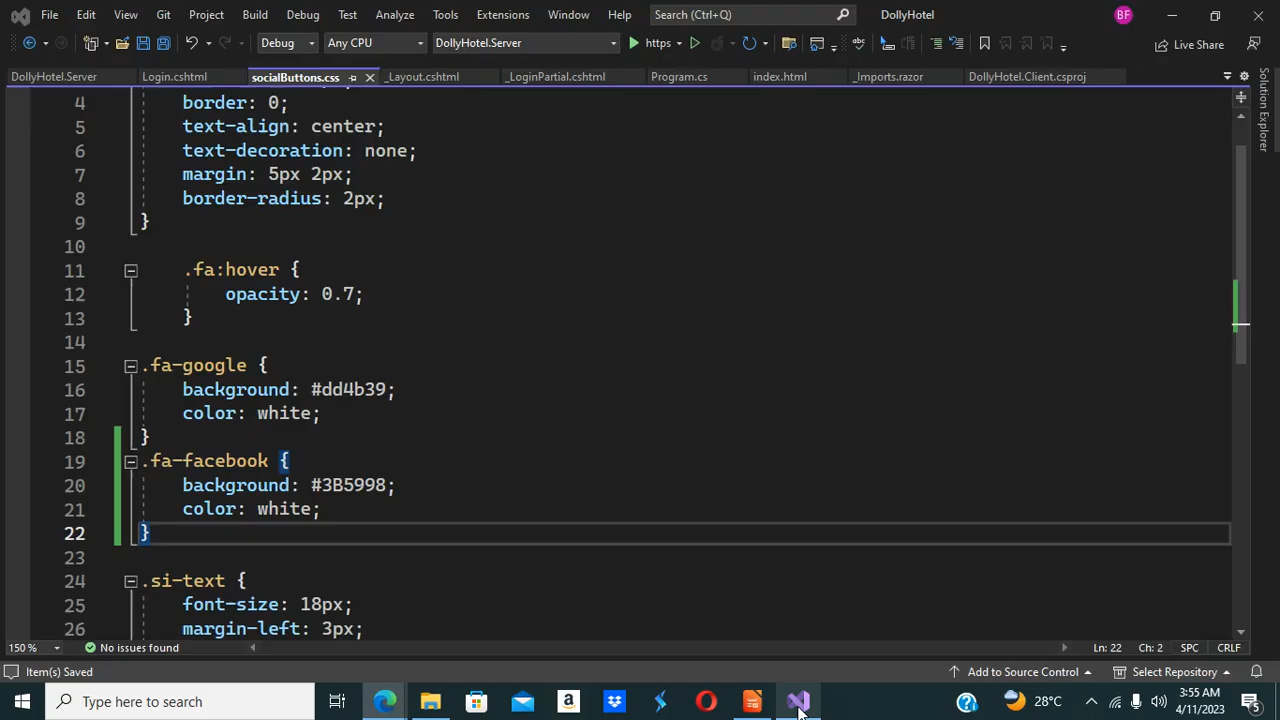 File Edit View Git Project Build Debug Test Analyze Tools Extensions Window Help Search (Ctrl+Q) DollyHotel BF
Debug Any CPU DollyHotel.Server https Live Share
DollyHotel.Server Login.cshtml socialButtons.css _Layout.cshtml _LoginPartial.cshtml Program.cs index.html _Imports.razor DollyHotel.Client.csproj
Solution Explorer
4 border: 0;
5 text-align: center;
6 text-decoration: none;
7 margin: 5px 2px;
8 border-radius: 2px;
9 }
10
11 .fa:hover {
12 opacity: 0.7;
13 }
14
15 .fa-google {
16 background: #dd4b39;
17 color: white;
18 }
19 .fa-facebook {
20 background: #3B5998;
21 color: white;
22 }
23
24 .si-text {
25 font-size: 18px;
26 margin-left: 3px;
150 % No issues found Ln: 22 Ch: 2 SPC CRLF
Item(s) Saved Add to Source Control Select Repository
Type here to search 28°C 3:55 AM
4/11/2023 5